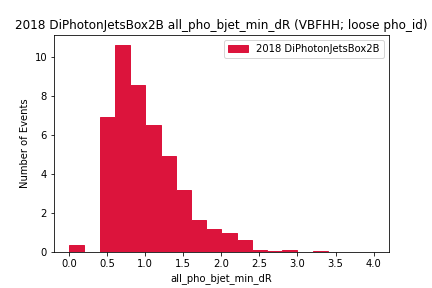 2018 DiPhotonJetsBox2B all_pho_bjet_min_dR (VBFHH; loose pho_id)
2018 DiPhotonJetsBox2B
Number of Events
10
8
6
4
2
0
0.0 0.5 1.0 1.5 2.0 2.5 3.0 3.5 4.0
all_pho_bjet_min_dR